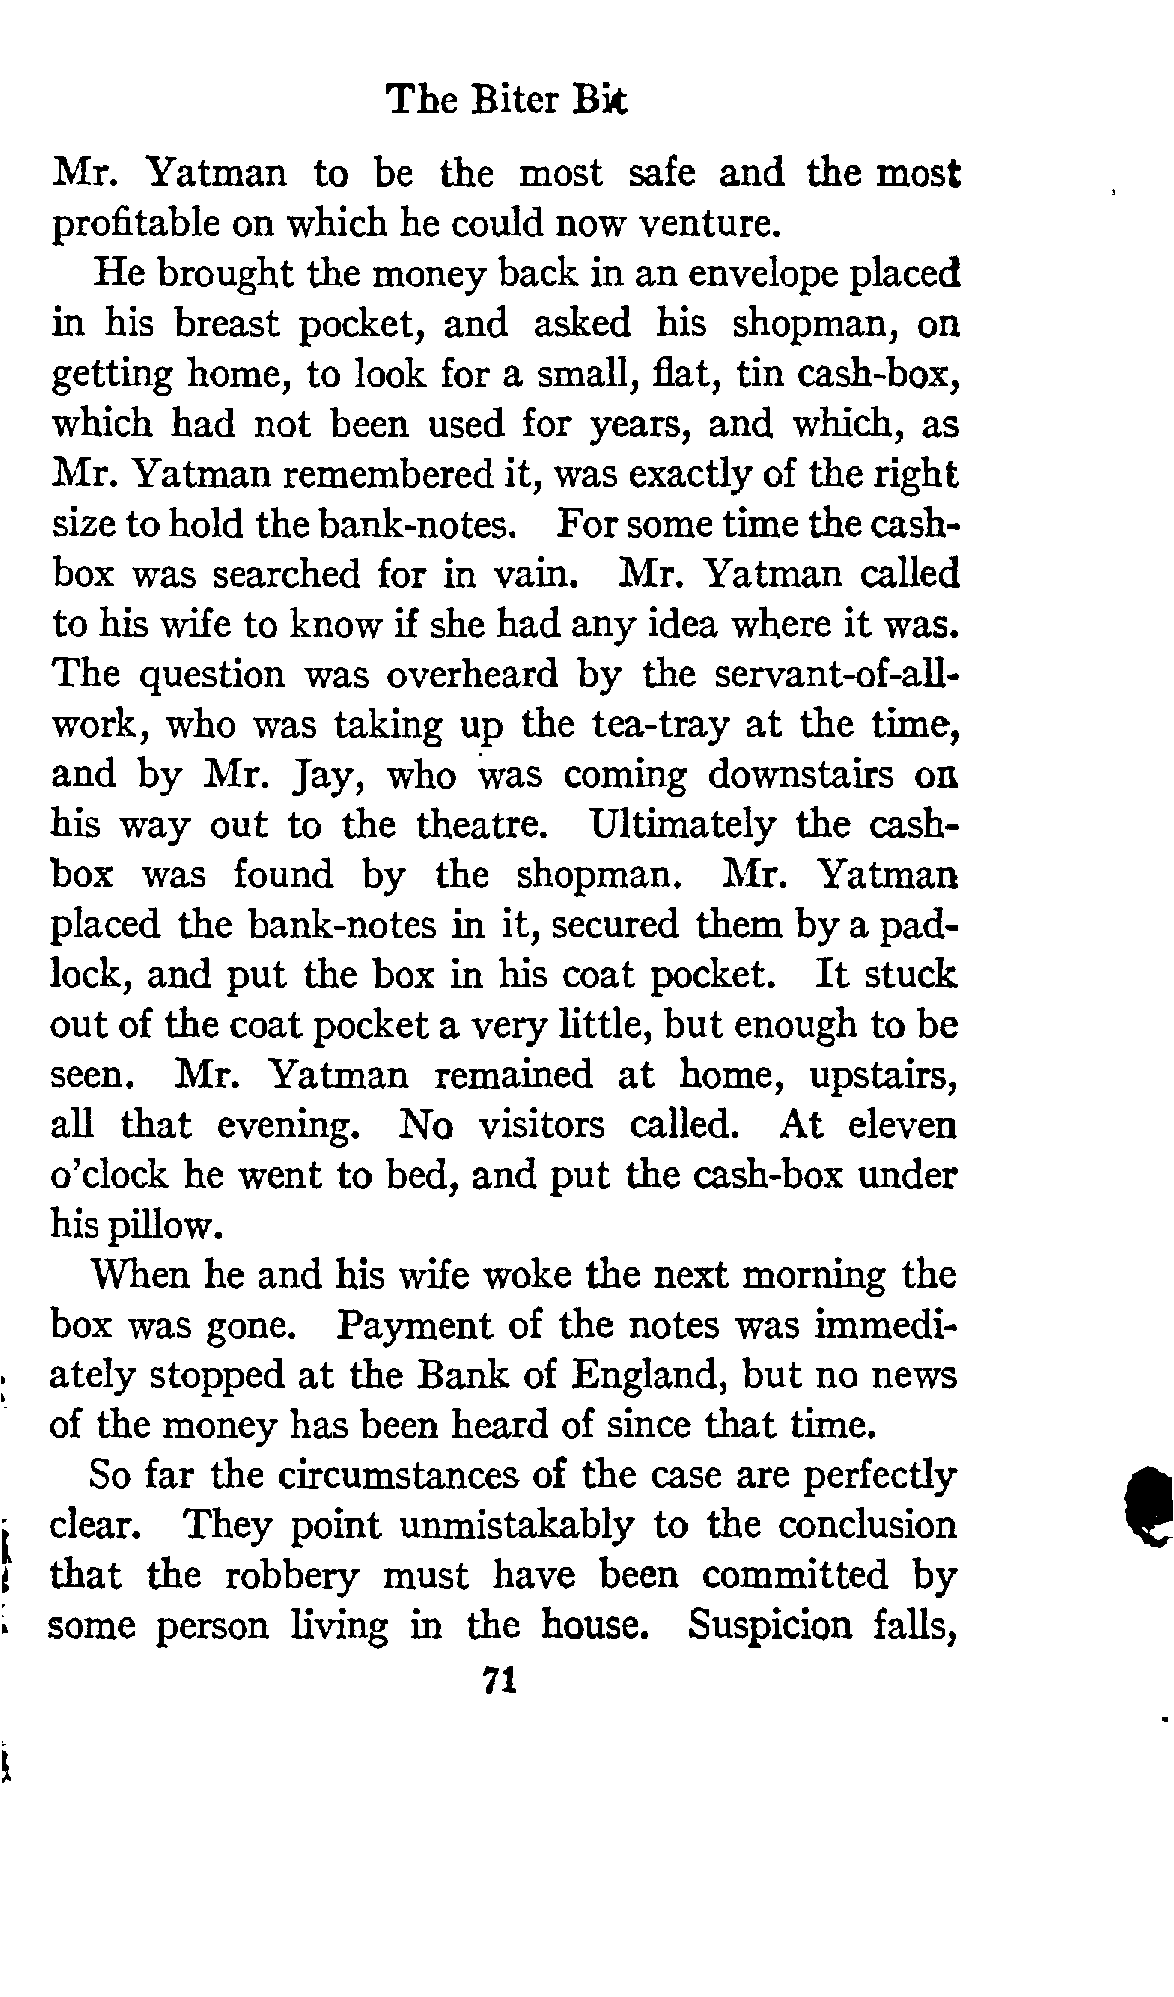 The Biter Bit
Mr. Yatman to be the most safe and the most
profitable on which he could now venture.
He brought the money back in an envelope placed
in his breast pocket, and asked his shopman, on
getting home, to look for a small, flat, tin cash-box,
which had not been used for years, and which, as
Mr. Yatman remembered it, was exactly of the right
size to hold the bank-notes. For some time the cash-
box was searched for in vain. Mr. Yatman called
to his wife to know if she had any idea where it was.
The question was overheard by the servant-of-all-
work, who was taking up the tea-tray at the time,
and by Mr. Jay, who was coming downstairs on
his way out to the theatre. Ultimately the cash-
box was found by the shopman. Mr. Yatman
placed the bank-notes in it, secured them by a pad-
lock, and put the box in his coat pocket. It stuck
out of the coat pocket a very little, but enough to be
seen. Mr. Yatman remained at home, upstairs,
all that evening. No visitors called. At eleven
o'clock he went to bed, and put the cash-box under
his pillow.
When he and his wife woke the next morning the
box was gone. Payment of the notes was immedi-
ately stopped at the Bank of England, but no news
of the money has been heard of since that time.
So far the circumstances of the case are perfectly
clear. They point unmistakably to the conclusion
that the robbery must have been committed by
some person living in the house. Suspicion falls,
71